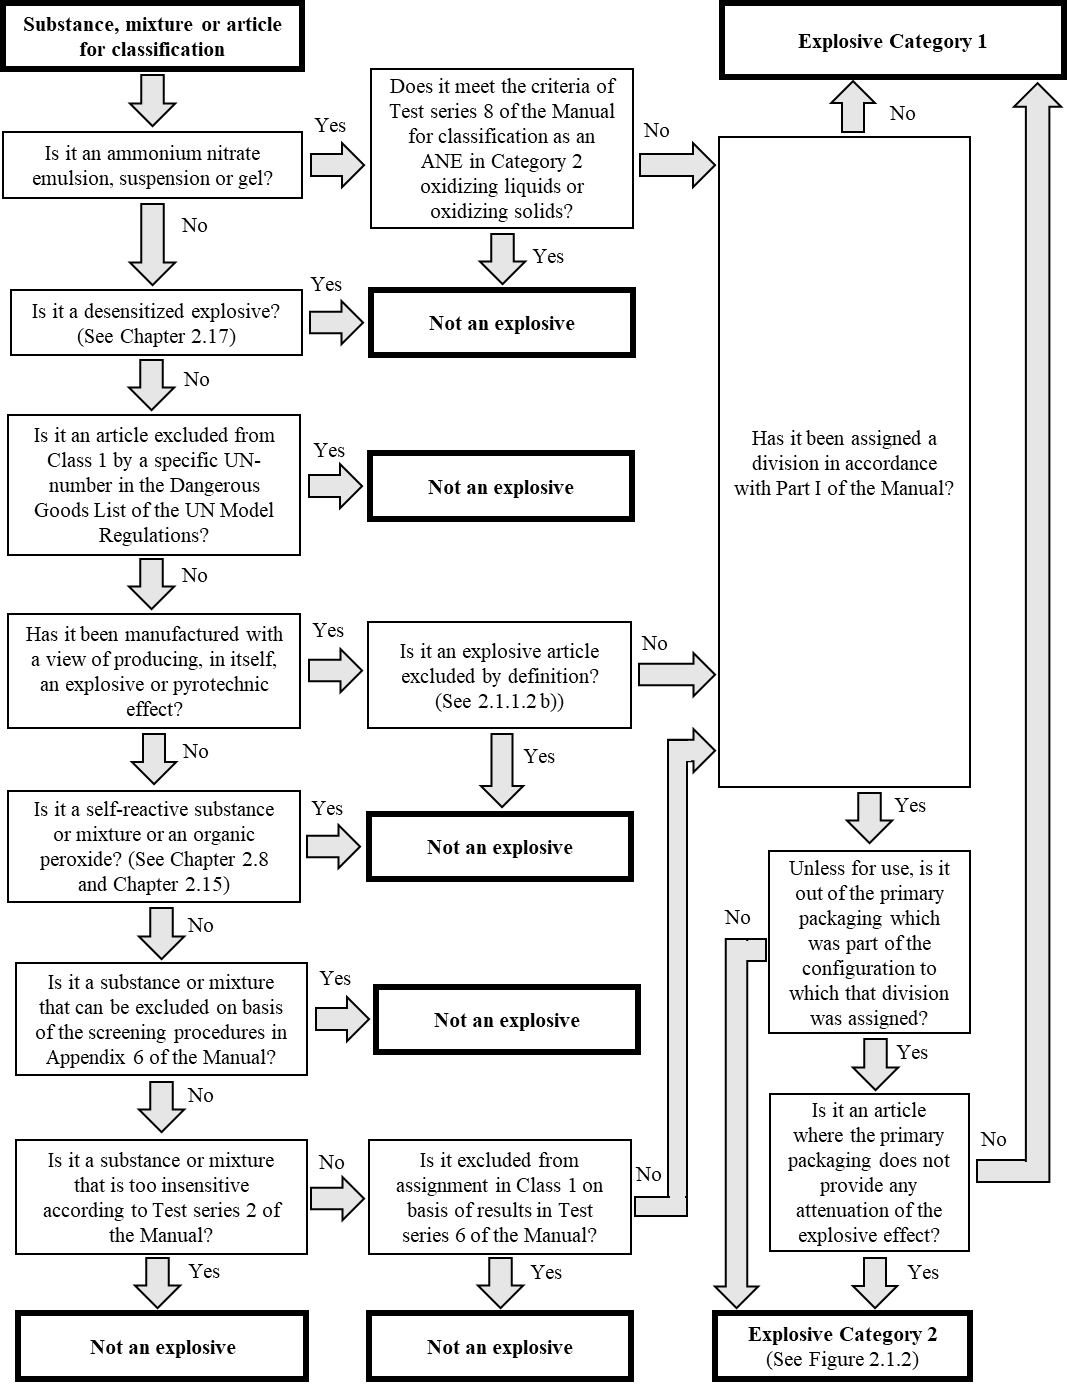 Substance, mixture or article
for classification
Explosive Category 1
Is it an ammonium nitrate
emulsion, suspension or gel?
Yes
Does it meet the criteria of
Test series 8 of the Manual
for classification as an
ANE in Category 2
oxidizing liquids or
oxidizing solids?
No
No
No
Yes
Is it a desensitized explosive?
(See Chapter 2.17)
Yes
Not an explosive
No
Is it an article excluded from
Class 1 by a specific UN-
number in the Dangerous
Goods List of the UN Model
Regulations?
Yes
Not an explosive
Has it been assigned a
division in accordance
with Part I of the Manual?
No
Has it been manufactured with
a view of producing, in itself,
an explosive or pyrotechnic
effect?
Yes
Is it an explosive article
excluded by definition?
(See 2.1.1.2 b))
No
No
Yes
Is it a self-reactive substance
or mixture or an organic
peroxide? (See Chapter 2.8
and Chapter 2.15)
Yes
Not an explosive
Yes
Unless for use, is it
out of the primary
packaging which
was part of the
configuration to
which that division
was assigned?
No
No
Is it a substance or mixture
that can be excluded on basis
of the screening procedures in
Appendix 6 of the Manual?
Yes
Not an explosive
Yes
No
Is it an article
where the primary
packaging does not
provide any
attenuation of the
explosive effect?
No
Is it a substance or mixture
that is too insensitive
according to Test series 2 of
the Manual?
No
Is it excluded from
assignment in Class 1 on
basis of results in Test
series 6 of the Manual?
No
Yes
Yes
Yes
Not an explosive
Not an explosive
Explosive Category 2
(See Figure 2.1.2)